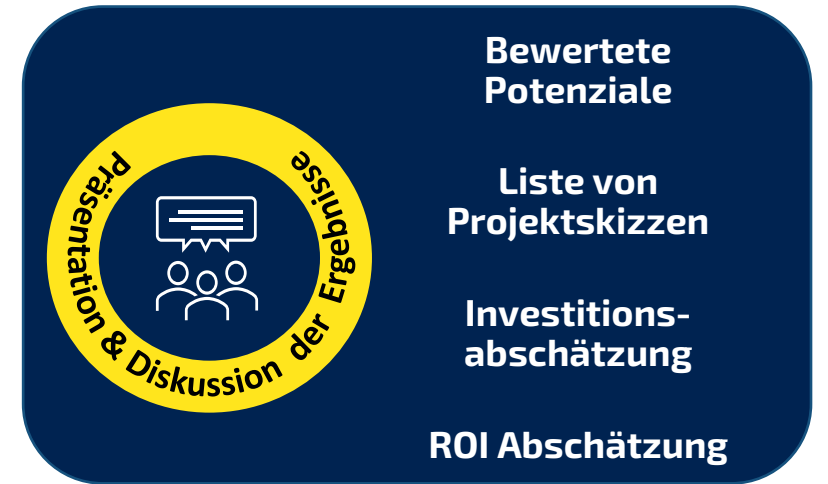 Präsentation & Diskussion der Ergebnisse
Bewertete
Potenziale
Liste von
Projektskizzen
Investitions-
abschätzung
ROI Abschätzung